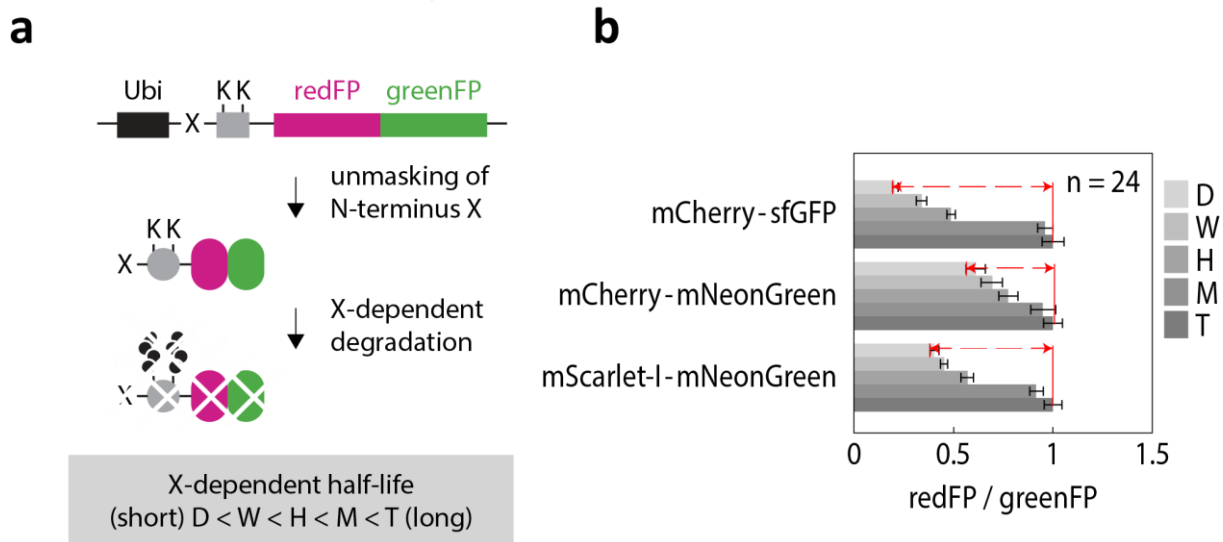 a
Ubi
K K
redFP
greenFP
X
unmasking of
N-terminus X
K K
X
X-dependent
degradation
X
X-dependent half-life
(short) D < W < H < M < T (long)
b
n = 24
mCherry-sfGFP
mCherry-mNeonGreen
mScarlet-I-mNeonGreen
D
W
H
M
T
0 0.5 1 1.5
redFP / greenFP